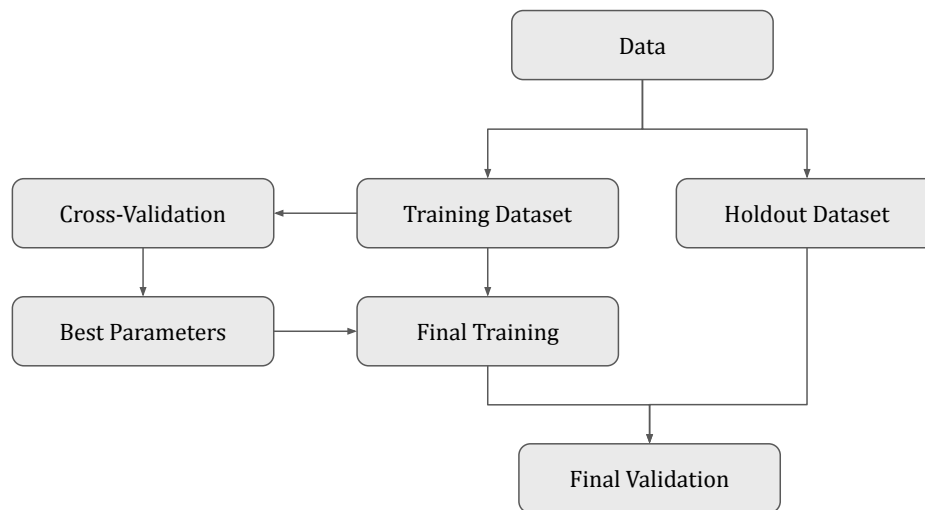 Data
Cross-Validation
Training Dataset
Holdout Dataset
Best Parameters
Final Training
Final Validation